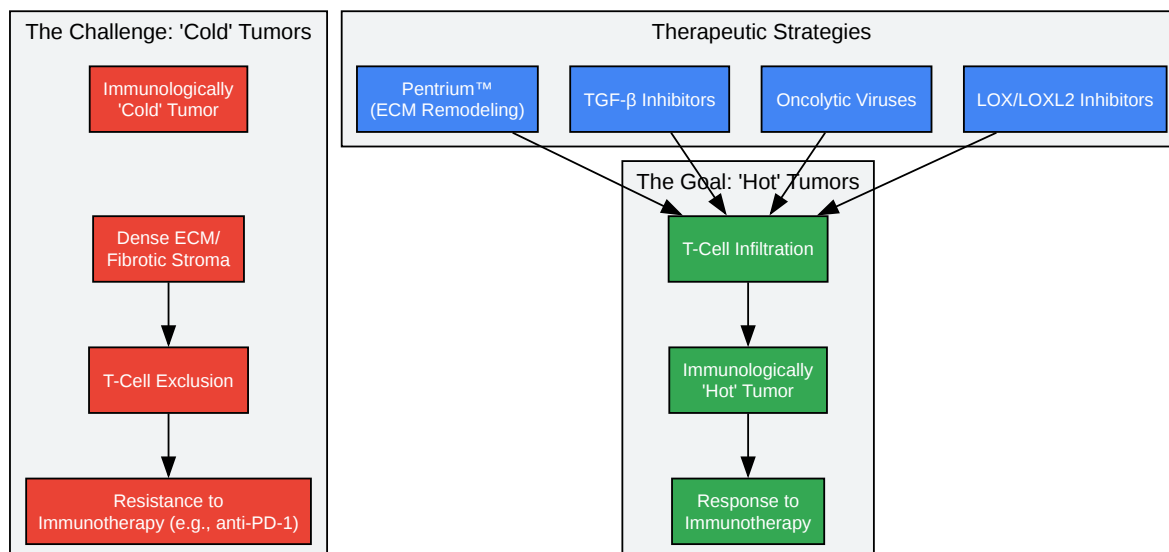 The Challenge: 'Cold' Tumors
Immunologically
'Cold' Tumor
Dense ECM/
Fibrotic Stroma
T-Cell Exclusion
Resistance to
Immunotherapy (e.g., anti-PD-1)
Therapeutic Strategies
Pentrium™
(ECM Remodeling)
TGF-β Inhibitors
Oncolytic Viruses
LOX/LOXL2 Inhibitors
The Goal: 'Hot' Tumors
T-Cell Infiltration
Immunologically
'Hot' Tumor
Response to
Immunotherapy